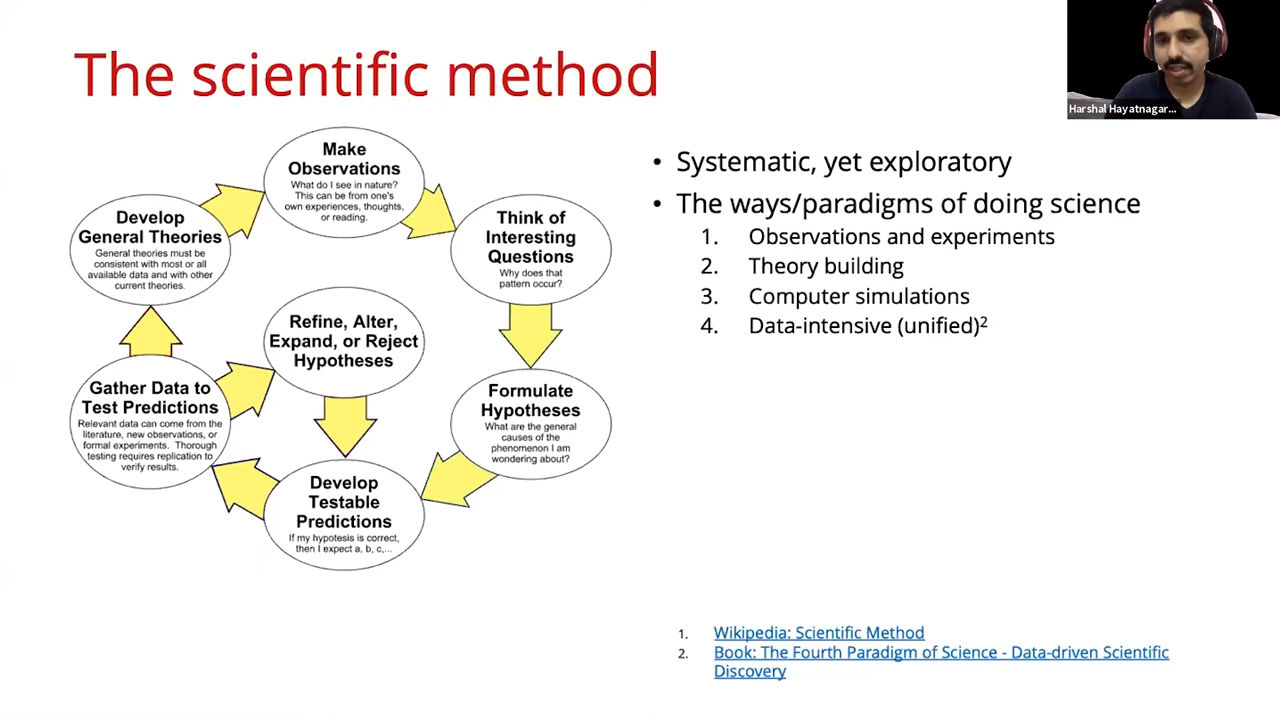 The scientific method
Harshal Hayatnagar...
Make
Observations
What do I see in nature?
This can be from one's
own experiences, thoughts,
or reading.
Think of
Interesting
Questions
Why does that
pattern occur?
Formulate
Hypotheses
What are the general
causes of the
phenomenon I am
wondering about?
Develop
Testable
Predictions
If my hypotesis is correct,
then I expect a, b, c,...
Gather Data to
Test Predictions
Relevant data can come from the
literature, new observations, or
formal experiments. Thorough
testing requires replication to
verify results.
Refine, Alter,
Expand, or Reject
Hypotheses
Develop
General Theories
General theories must be
consistent with most or all
available data and with other
current theories.
• Systematic, yet exploratory
• The ways/paradigms of doing science
1. Observations and experiments
2. Theory building
3. Computer simulations
4. Data-intensive (unified)²
1. Wikipedia: Scientific Method
2. Book: The Fourth Paradigm of Science - Data-driven Scientific
Discovery